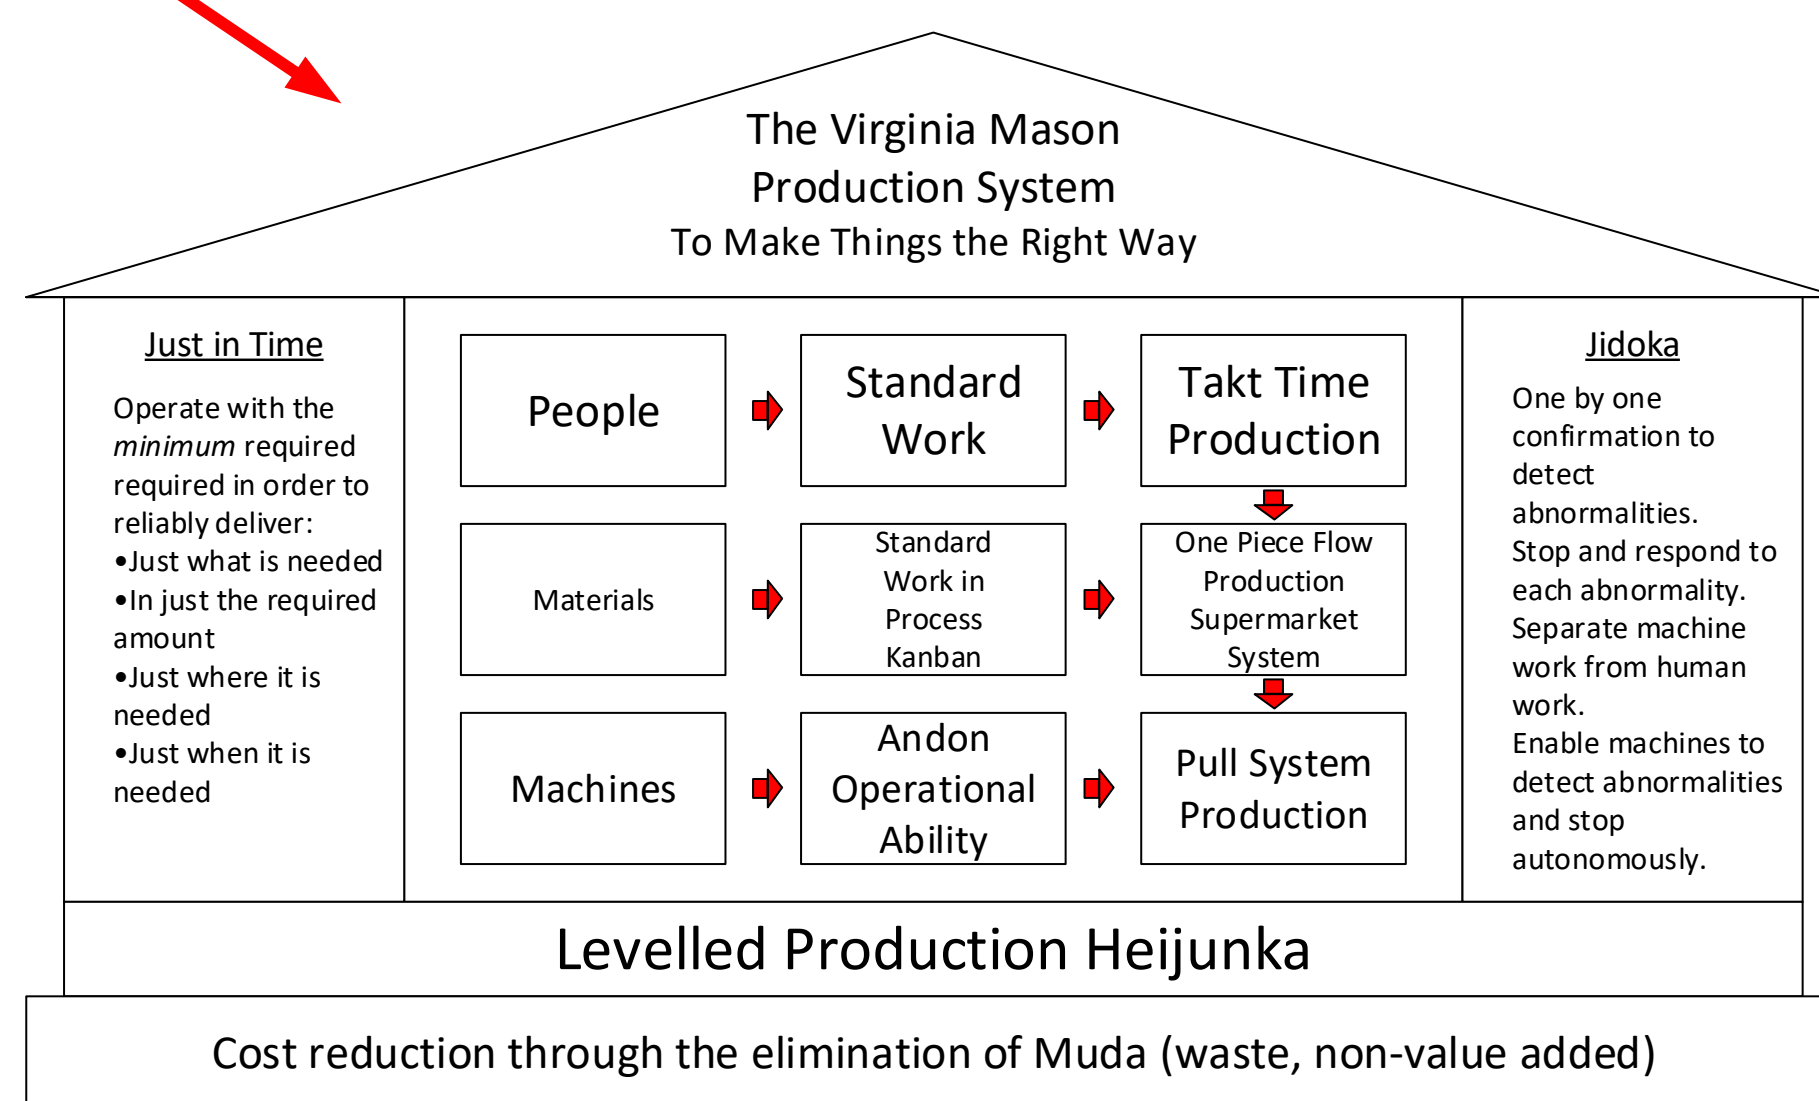 The Virginia Mason
Production System
To Make Things the Right Way
Just in Time
Operate with the
minimum required
required in order to
reliably deliver:
•Just what is needed
•In just the required
amount
•Just where it is
needed
•Just when it is
needed
People
Standard
Work
Takt Time
Production
Materials
Standard
Work in
Process
Kanban
One Piece Flow
Production
Supermarket
System
Machines
Andon
Operational
Ability
Pull System
Production
Jidoka
One by one
confirmation to
detect
abnormalities.
Stop and respond to
each abnormality.
Separate machine
work from human
work.
Enable machines to
detect abnormalities
and stop
autonomously.
Levelled Production Heijunka
Cost reduction through the elimination of Muda (waste, non-value added)